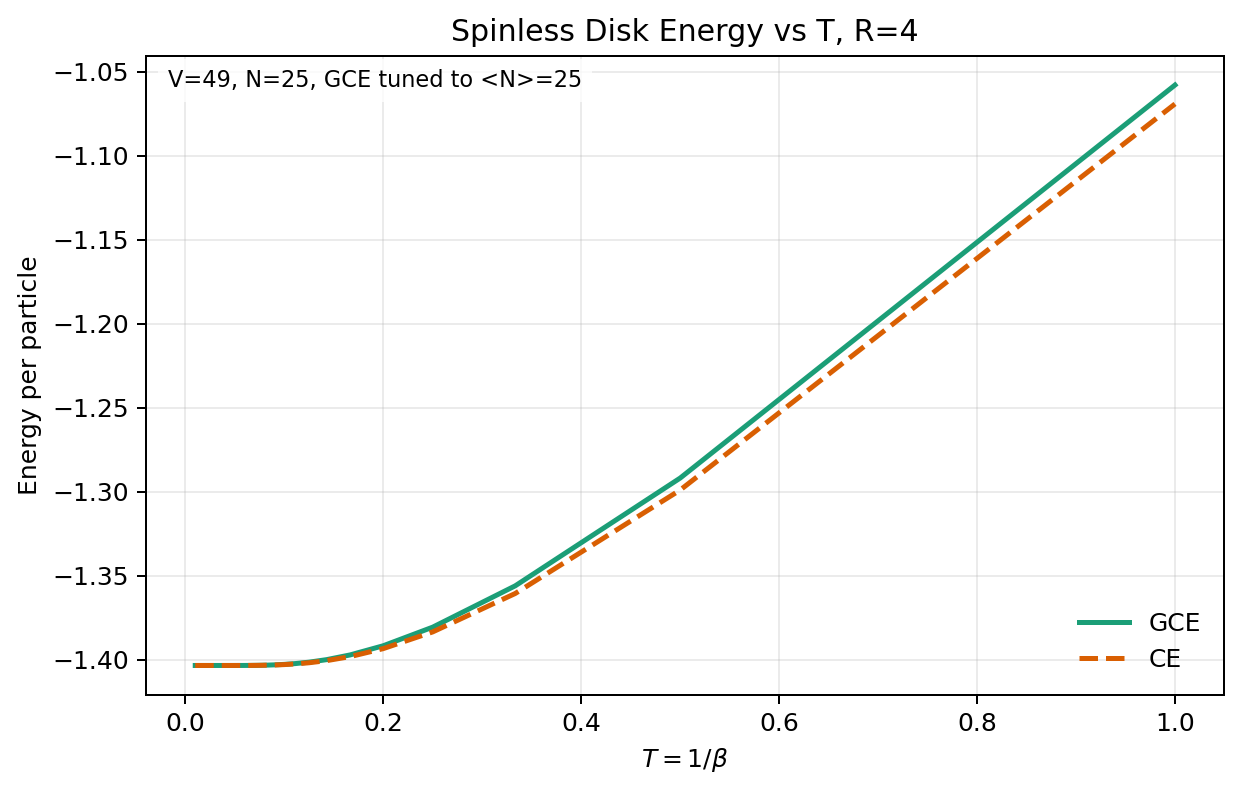 Spinless Disk Energy vs T, R=4
V=49, N=25, GCE tuned to <N>=25
Energy per particle
−1.05
−1.10
−1.15
−1.20
−1.25
−1.30
−1.35
−1.40
GCE
CE
0.0 0.2 0.4 0.6 0.8 1.0
T = 1/β